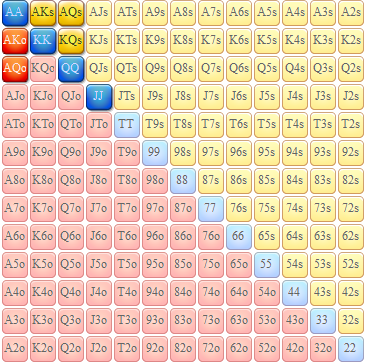 AA AKs AQs AJs ATs A9s A8s A7s A6s A5s A4s A3s A2s
AKo KK KQs KJs KTs K9s K8s K7s K6s K5s K4s K3s K2s
AQo KQo QQ QJs QTs Q9s Q8s Q7s Q6s Q5s Q4s Q3s Q2s
AJo KJo QJo JJ JTs J9s J8s J7s J6s J5s J4s J3s J2s
ATo KTo QTo JTo TT T9s T8s T7s T6s T5s T4s T3s T2s
A9o K9o Q9o J9o T9o 99 98s 97s 96s 95s 94s 93s 92s
A8o K8o Q8o J8o T8o 98o 88 87s 86s 85s 84s 83s 82s
A7o K7o Q7o J7o T7o 97o 87o 77 76s 75s 74s 73s 72s
A6o K6o Q6o J6o T6o 96o 86o 76o 66 65s 64s 63s 62s
A5o K5o Q5o J5o T5o 95o 85o 75o 65o 55 54s 53s 52s
A4o K4o Q4o J4o T4o 94o 84o 74o 64o 54o 44 43s 42s
A3o K3o Q3o J3o T3o 93o 83o 73o 63o 53o 43o 33 32s
A2o K2o Q2o J2o T2o 92o 82o 72o 62o 52o 42o 32o 22